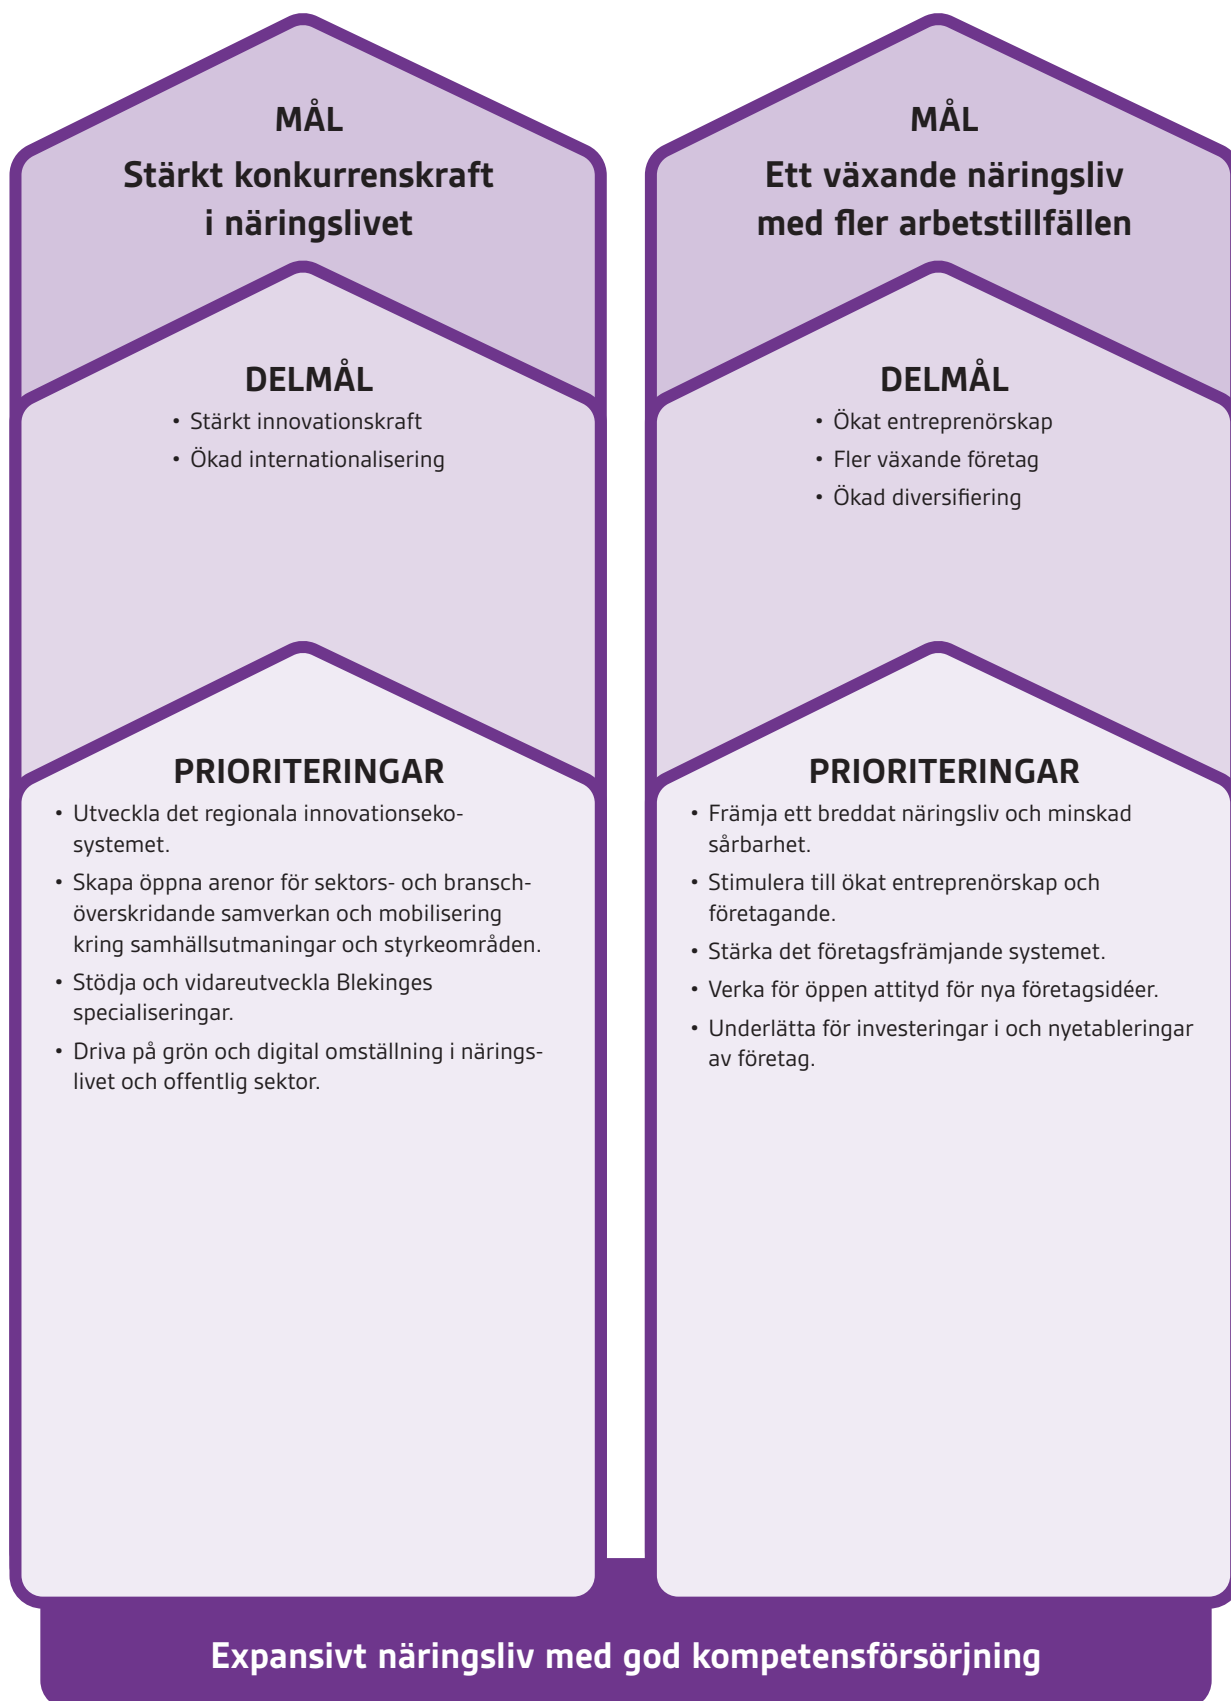 MÅL
Stärkt konkurrenskraft
i näringslivet
DELMÅL
• Stärkt innovationskraft
• Ökad internationalisering
PRIORITERINGAR
• Utveckla det regionala innovationseko-
systemet.
• Skapa öppna arenor för sektors- och bransch-
överskridande samverkan och mobilisering
kring samhällsutmaningar och styrkeområden.
• Stödja och vidareutveckla Blekinges
specialiseringar.
• Driva på grön och digital omställning i närings-
livet och offentlig sektor.
MÅL
Ett växande näringsliv
med fler arbetstillfällen
DELMÅL
• Ökat entreprenörskap
• Fler växande företag
• Ökad diversifiering
PRIORITERINGAR
• Främja ett breddat näringsliv och minskad
sårbarhet.
• Stimulera till ökat entreprenörskap och
företagande.
• Stärka det företagsfrämjande systemet.
• Verka för öppen attityd för nya företagsidéer.
• Underlätta för investeringar i och nyetableringar
av företag.
Expansivt näringsliv med god kompetensförsörjning